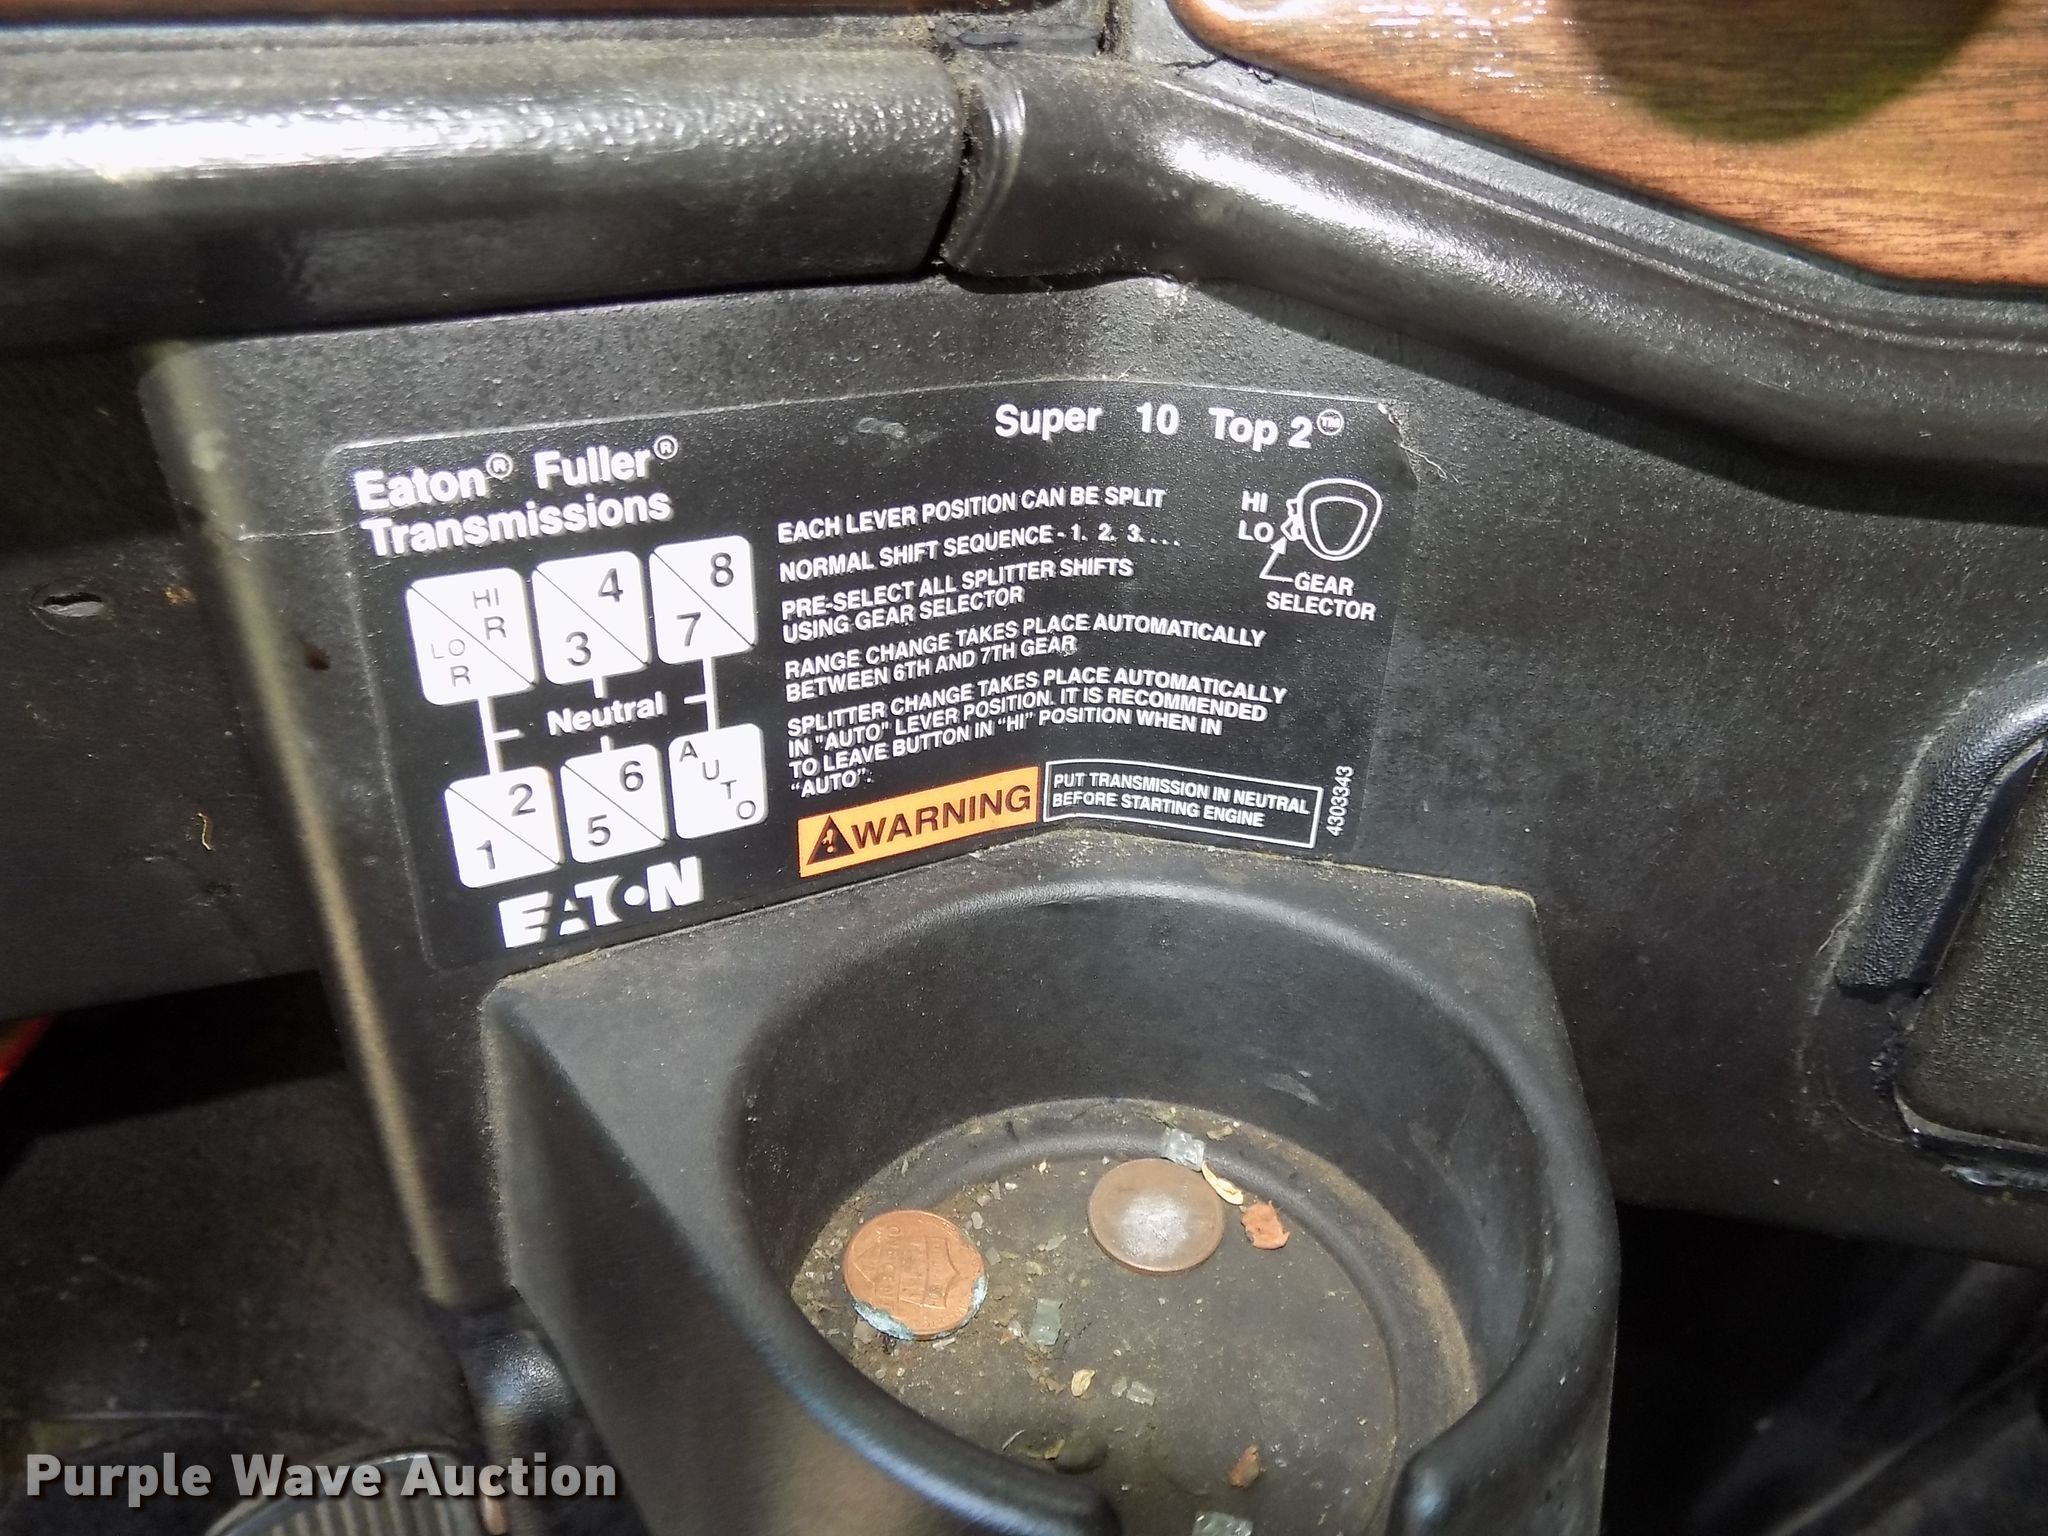 Eaton® Fuller®
Transmissions
Super 10 Top 2™
HI
R
LO
R
4
3
8
7
Neutral
2
1
6
5
AUTO
EATON
EACH LEVER POSITION CAN BE SPLIT
NORMAL SHIFT SEQUENCE - 1. 2. 3. . . .
PRE-SELECT ALL SPLITTER SHIFTS
USING GEAR SELECTOR
RANGE CHANGE TAKES PLACE AUTOMATICALLY
BETWEEN 6TH AND 7TH GEAR
SPLITTER CHANGE TAKES PLACE AUTOMATICALLY
IN "AUTO" LEVER POSITION. IT IS RECOMMENDED
TO LEAVE BUTTON IN "HI" POSITION WHEN IN
"AUTO".
HI
LO
GEAR
SELECTOR
WARNING
PUT TRANSMISSION IN NEUTRAL
BEFORE STARTING ENGINE
4303343
Purple Wave Auction